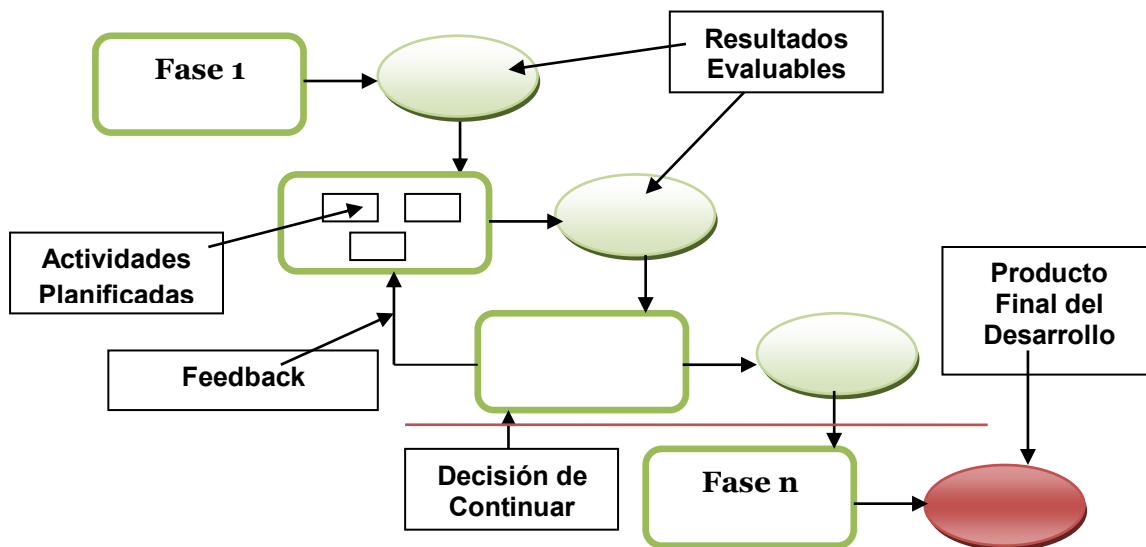 Fase 1
Resultados
Evaluables
Actividades
Planificadas
Producto
Final del
Desarrollo
Feedback
Decisión de
Continuar
Fase n